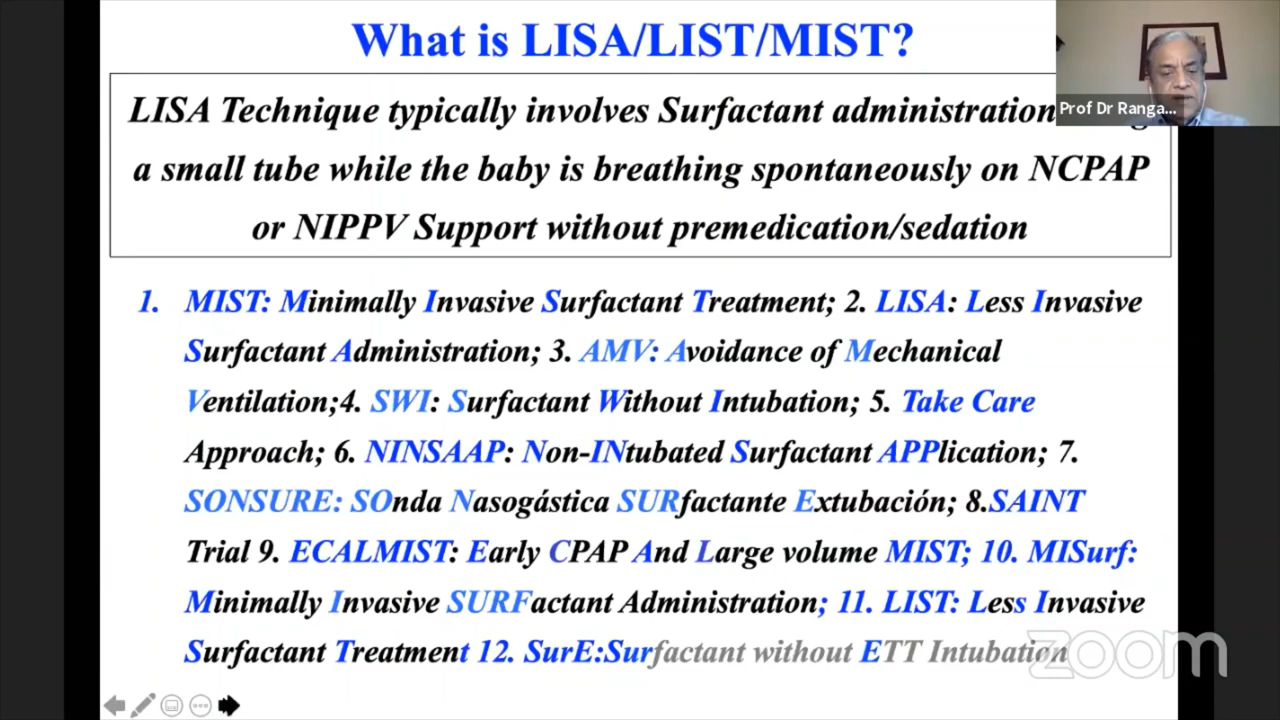 What is LISA/LIST/MIST?
Prof Dr Ranga...
LISA Technique typically involves Surfactant administration
a small tube while the baby is breathing spontaneously on NCPAP
or NIPPV Support without premedication/sedation
1. MIST: Minimally Invasive Surfactant Treatment; 2. LISA: Less Invasive
Surfactant Administration; 3. AMV: Avoidance of Mechanical
Ventilation;4. SWI: Surfactant Without Intubation; 5. Take Care
Approach; 6. NINSAAP: Non-INtubated Surfactant APPlication; 7.
SONSURE: SOnda Nasogástica SURfactante Extubación; 8.SAINT
Trial 9. ECALMIST: Early CPAP And Large volume MIST; 10. MISurf:
Minimally Invasive SURFactant Administration; 11. LIST: Less Invasive
Surfactant Treatment 12. SurE:Surfactant without ETT Intubation
zoom